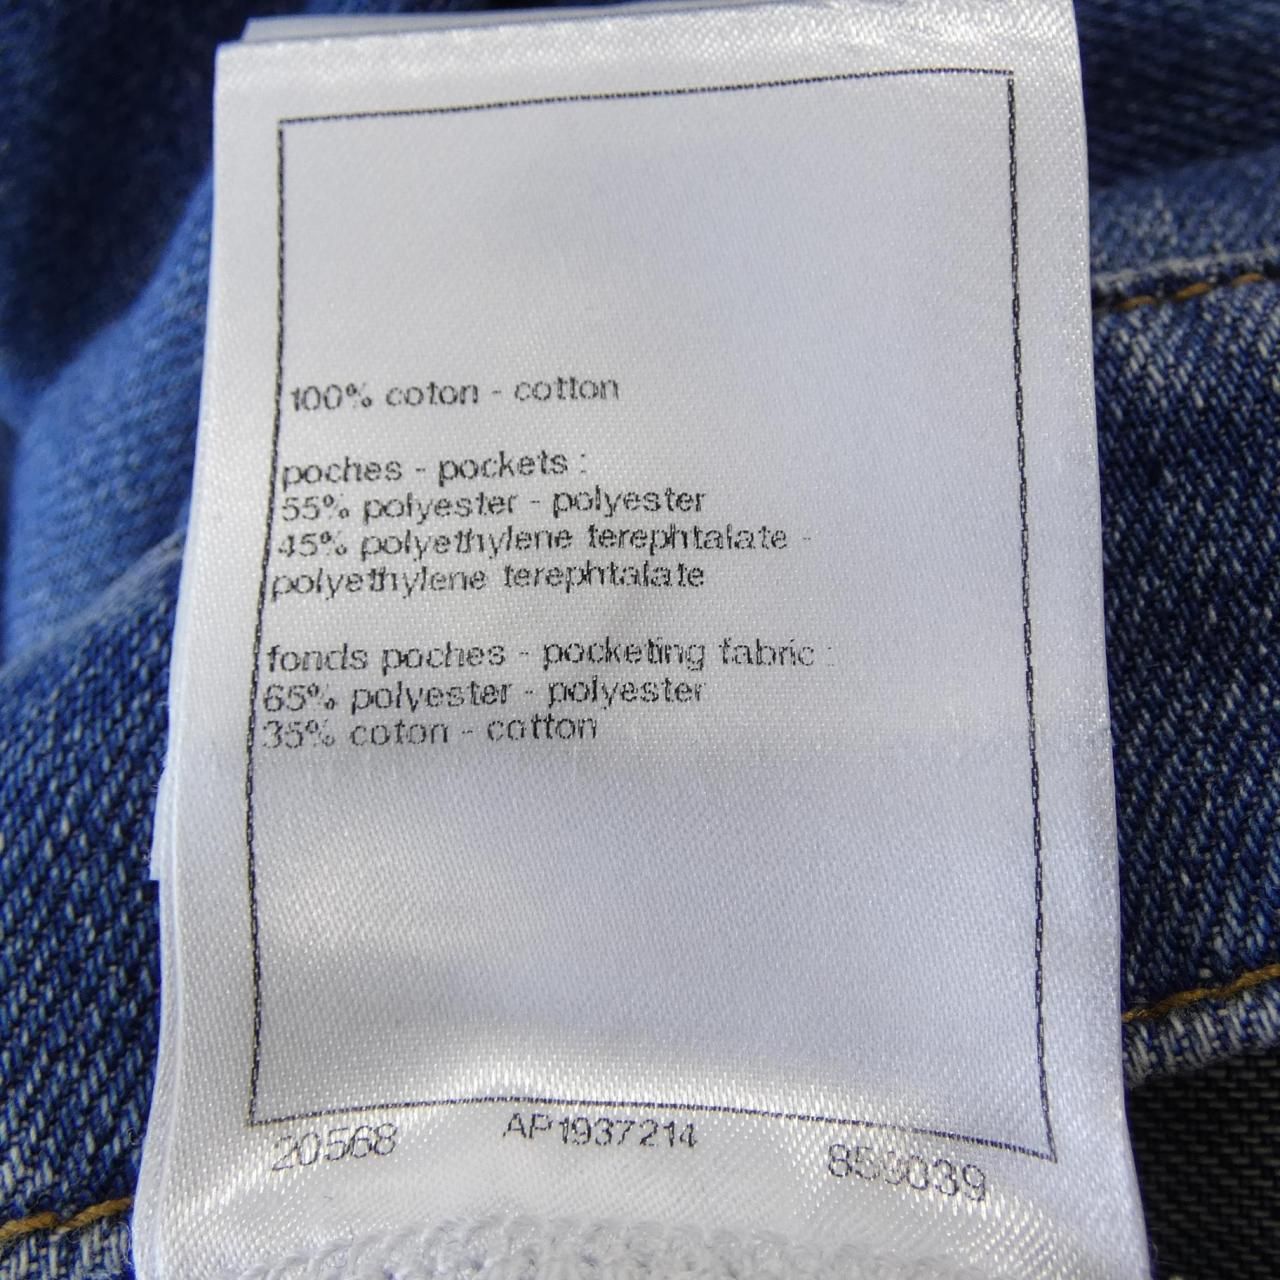 100% coton - cotton
poches - pockets :
55% polyester - polyester
45% polyethylene terephtalate -
polyethylene terephtalate
fonds poches - pocketing fabric :
65% polyester - polyester
35% coton - cotton
20568 AP1937214